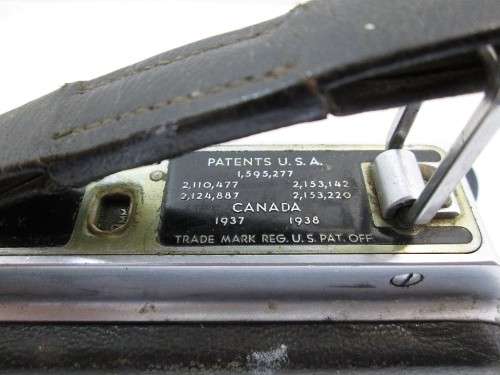 PATENTS U.S.A.
1,595,277
2,110,477 2,153,142
2,124,887 2,153,220
CANADA
1937 1938
TRADE MARK REG. U.S. PAT. OFF.